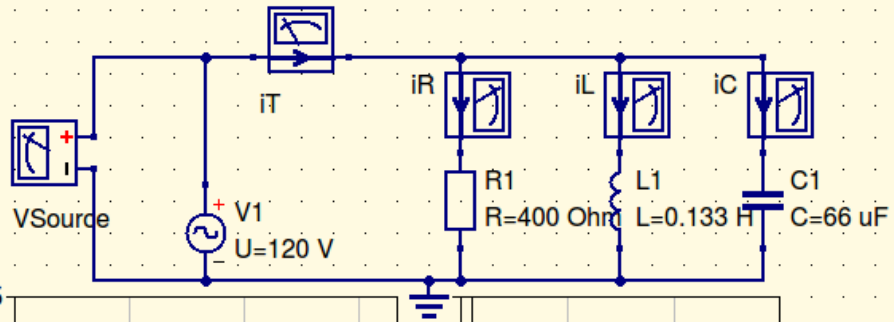 iT
iR
iL
iC
+
VSource
+
V1
U=120 V
−
R1
R=400 Ohm
L1
L=0.133 H
C1
C=66 uF